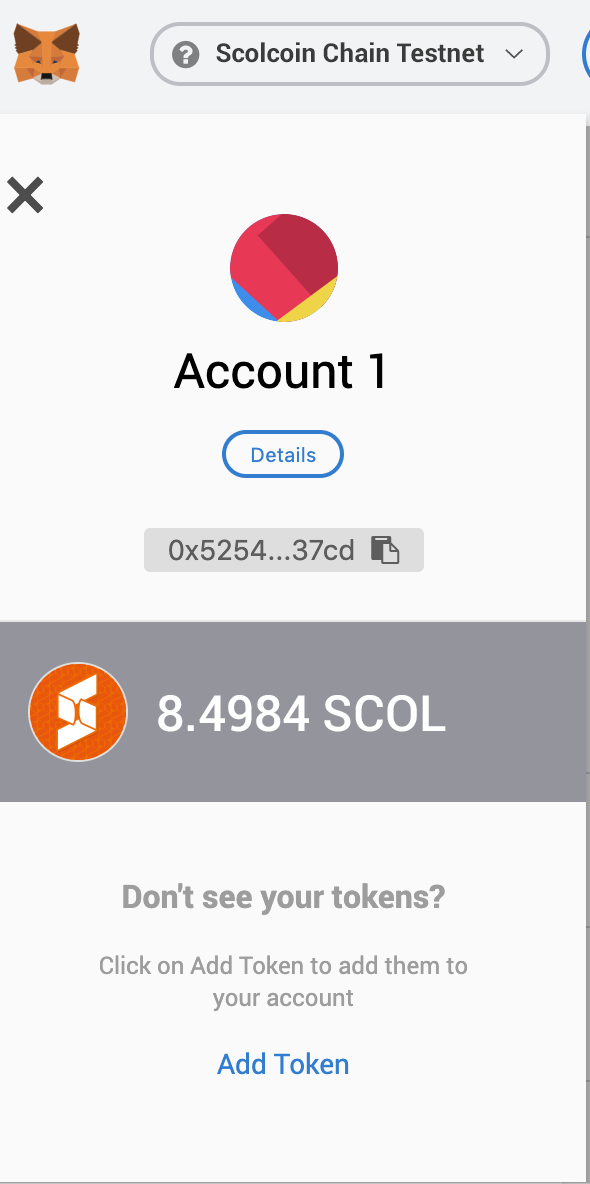 Scolcoin Chain Testnet
Account 1
Details
0x5254...37cd
8.4984 SCOL
Don't see your tokens?
Click on Add Token to add them to
your account
Add Token